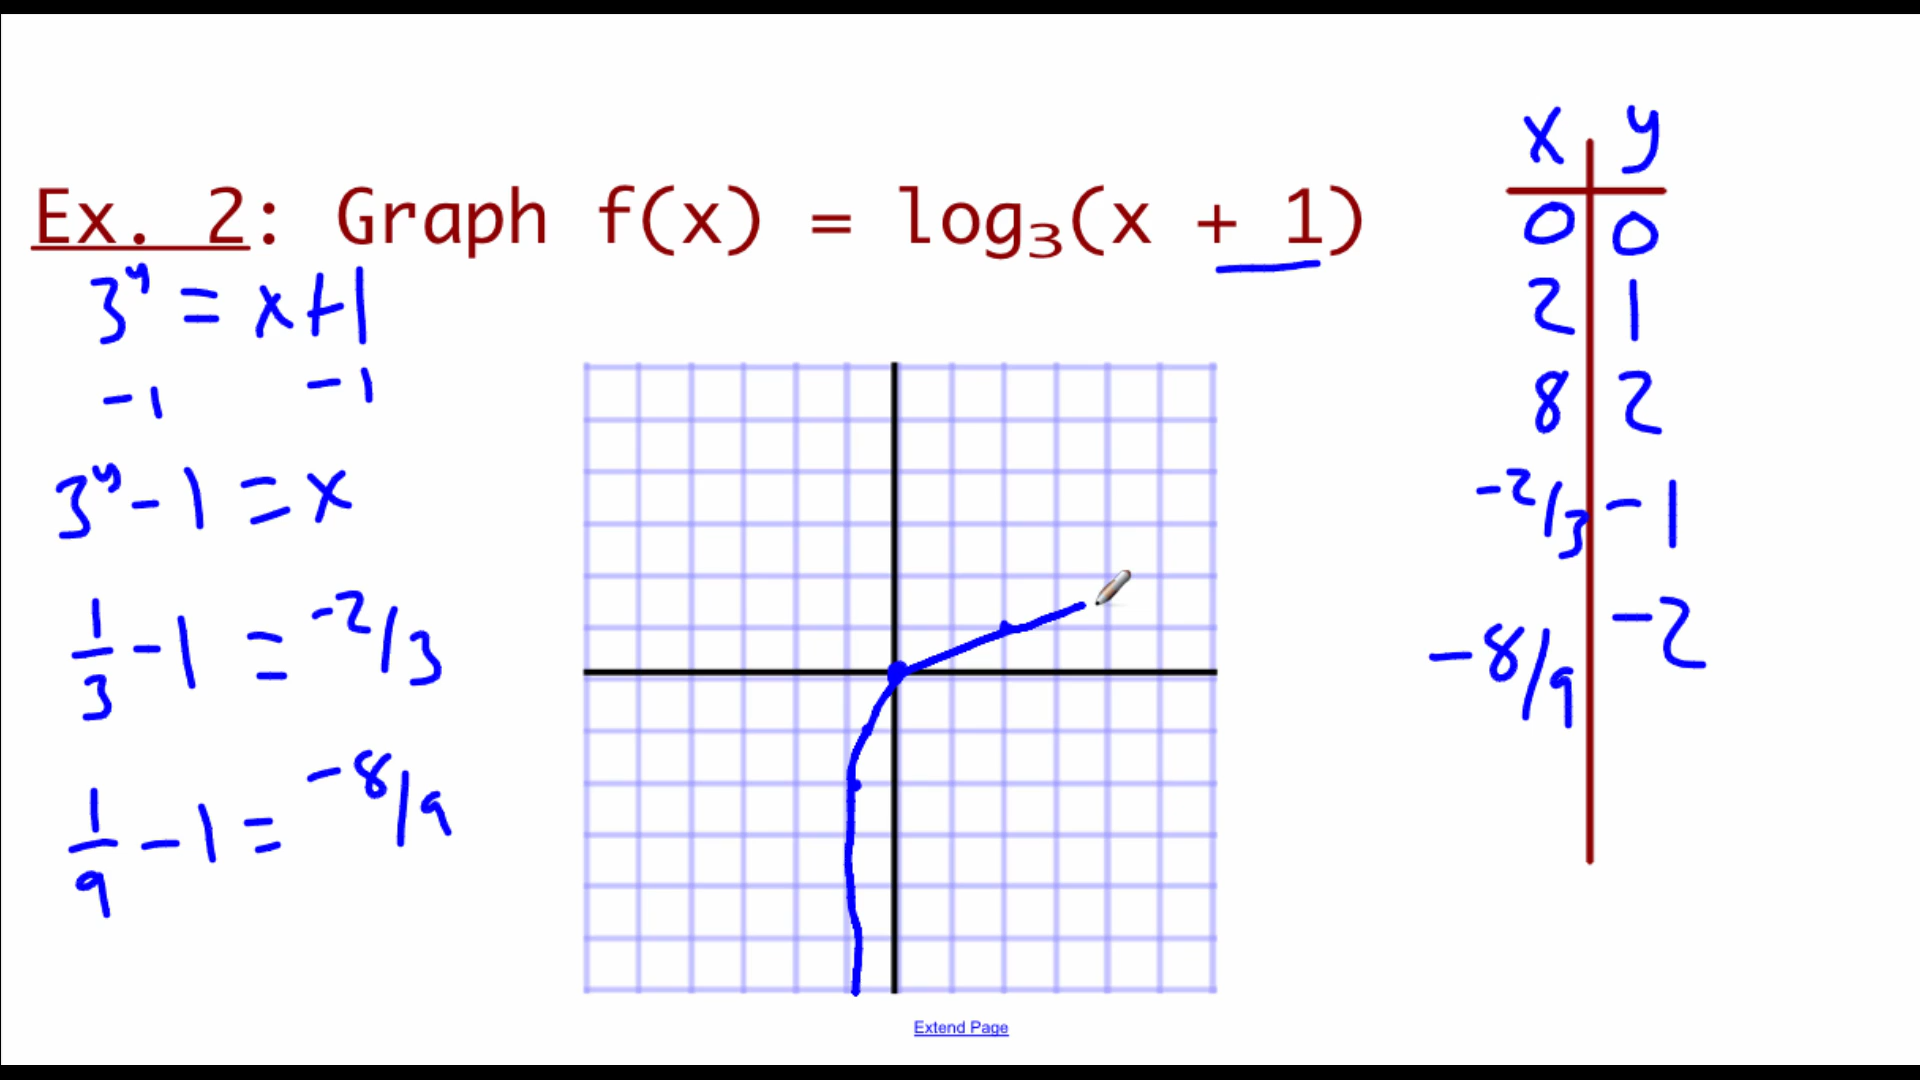 Ex. 2: Graph f(x) = log₃(x + 1)
3ʸ = x+1
-1 -1
3ʸ - 1 = x
1/3 - 1 = -2/3
1/9 - 1 = -8/9
x y
0 0
2 1
8 2
-2/3 -1
-8/9 -2
Extend Page